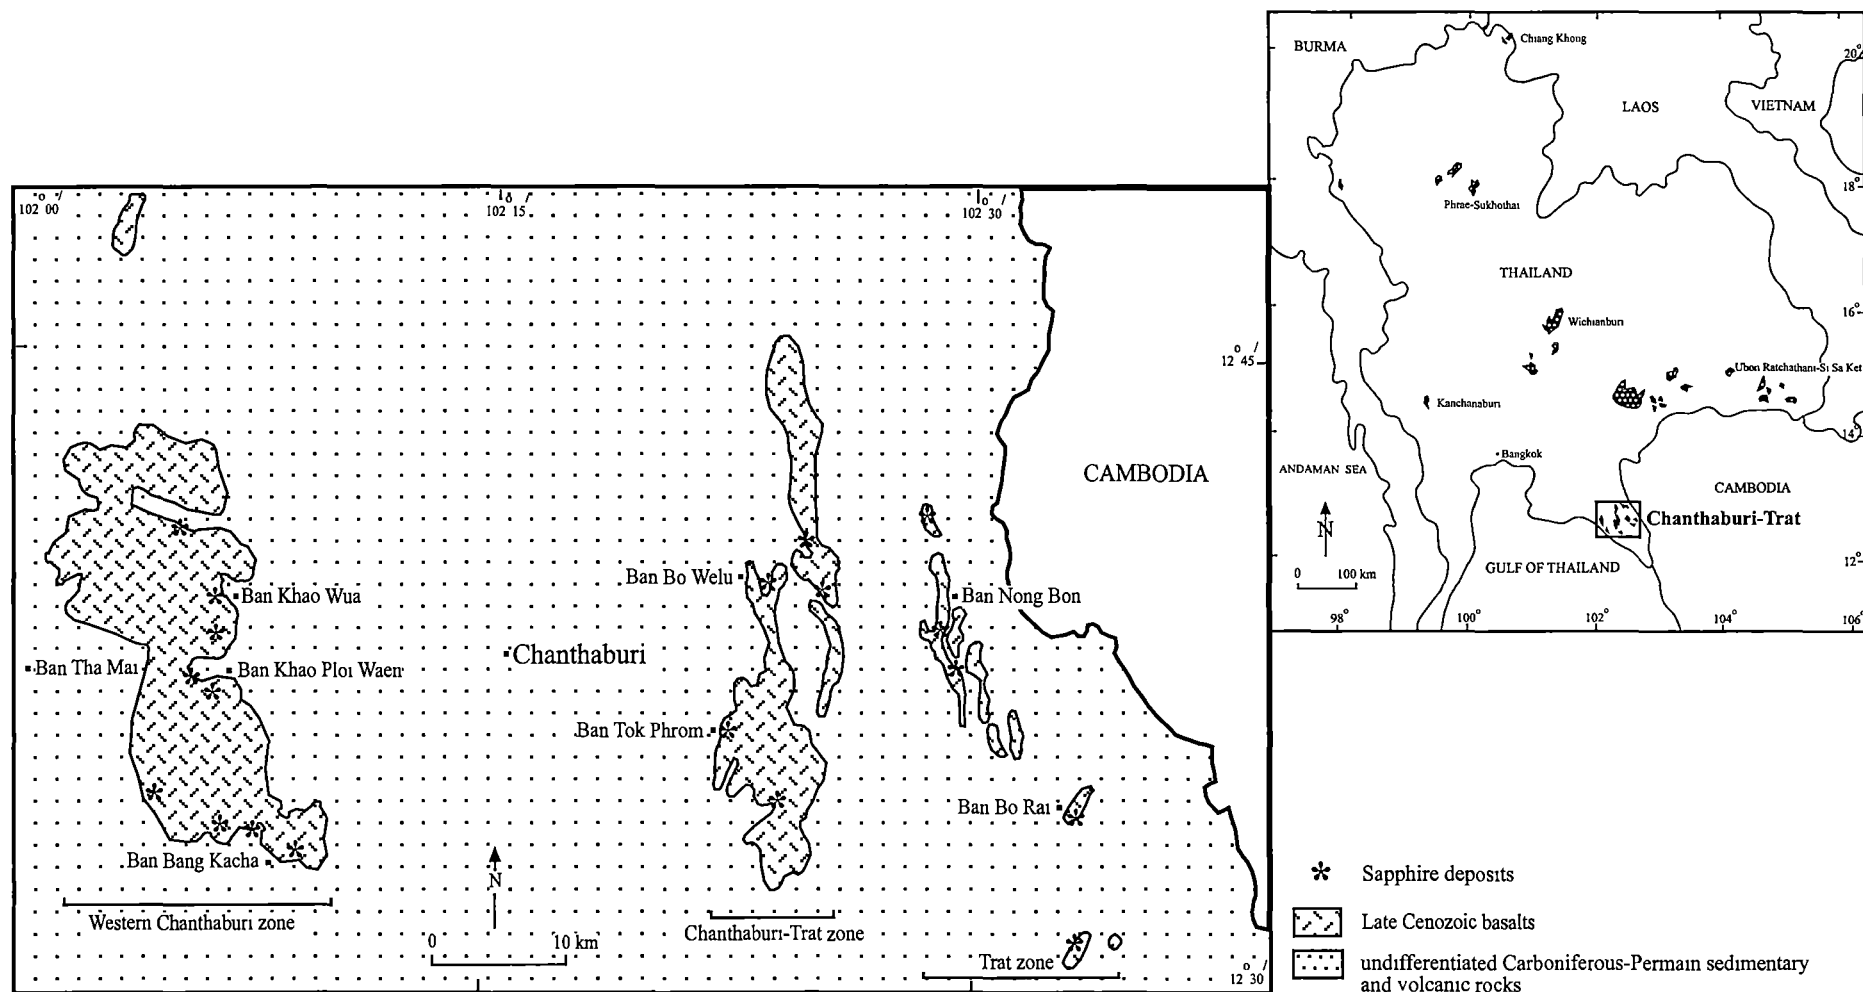 102° 00′
102° 15′
102° 30′
12° 45′
12° 30′
CAMBODIA
Ban Khao Wua
Ban Tha Mai
Ban Khao Ploi Waen
Ban Bang Kacha
Chanthaburi
Ban Bo Welu
Ban Tok Phrom
Ban Nong Bon
Ban Bo Rai
N
0 10 km
Western Chanthaburi zone
Chanthaburi-Trat zone
Trat zone
BURMA
Chiang Khong
20°
LAOS
VIETNAM
18°
Phrae-Sukhothai
THAILAND
16°
Wichianburi
Ubon Ratchathani-Si Sa Ket
Kanchanaburi
14°
Bangkok
ANDAMAN SEA
CAMBODIA
Chanthaburi-Trat
N
12°
GULF OF THAILAND
0 100 km
98° 100° 102° 104° 106°
Sapphire deposits
Late Cenozoic basalts
undifferentiated Carboniferous-Permain sedimentary
and volcanic rocks